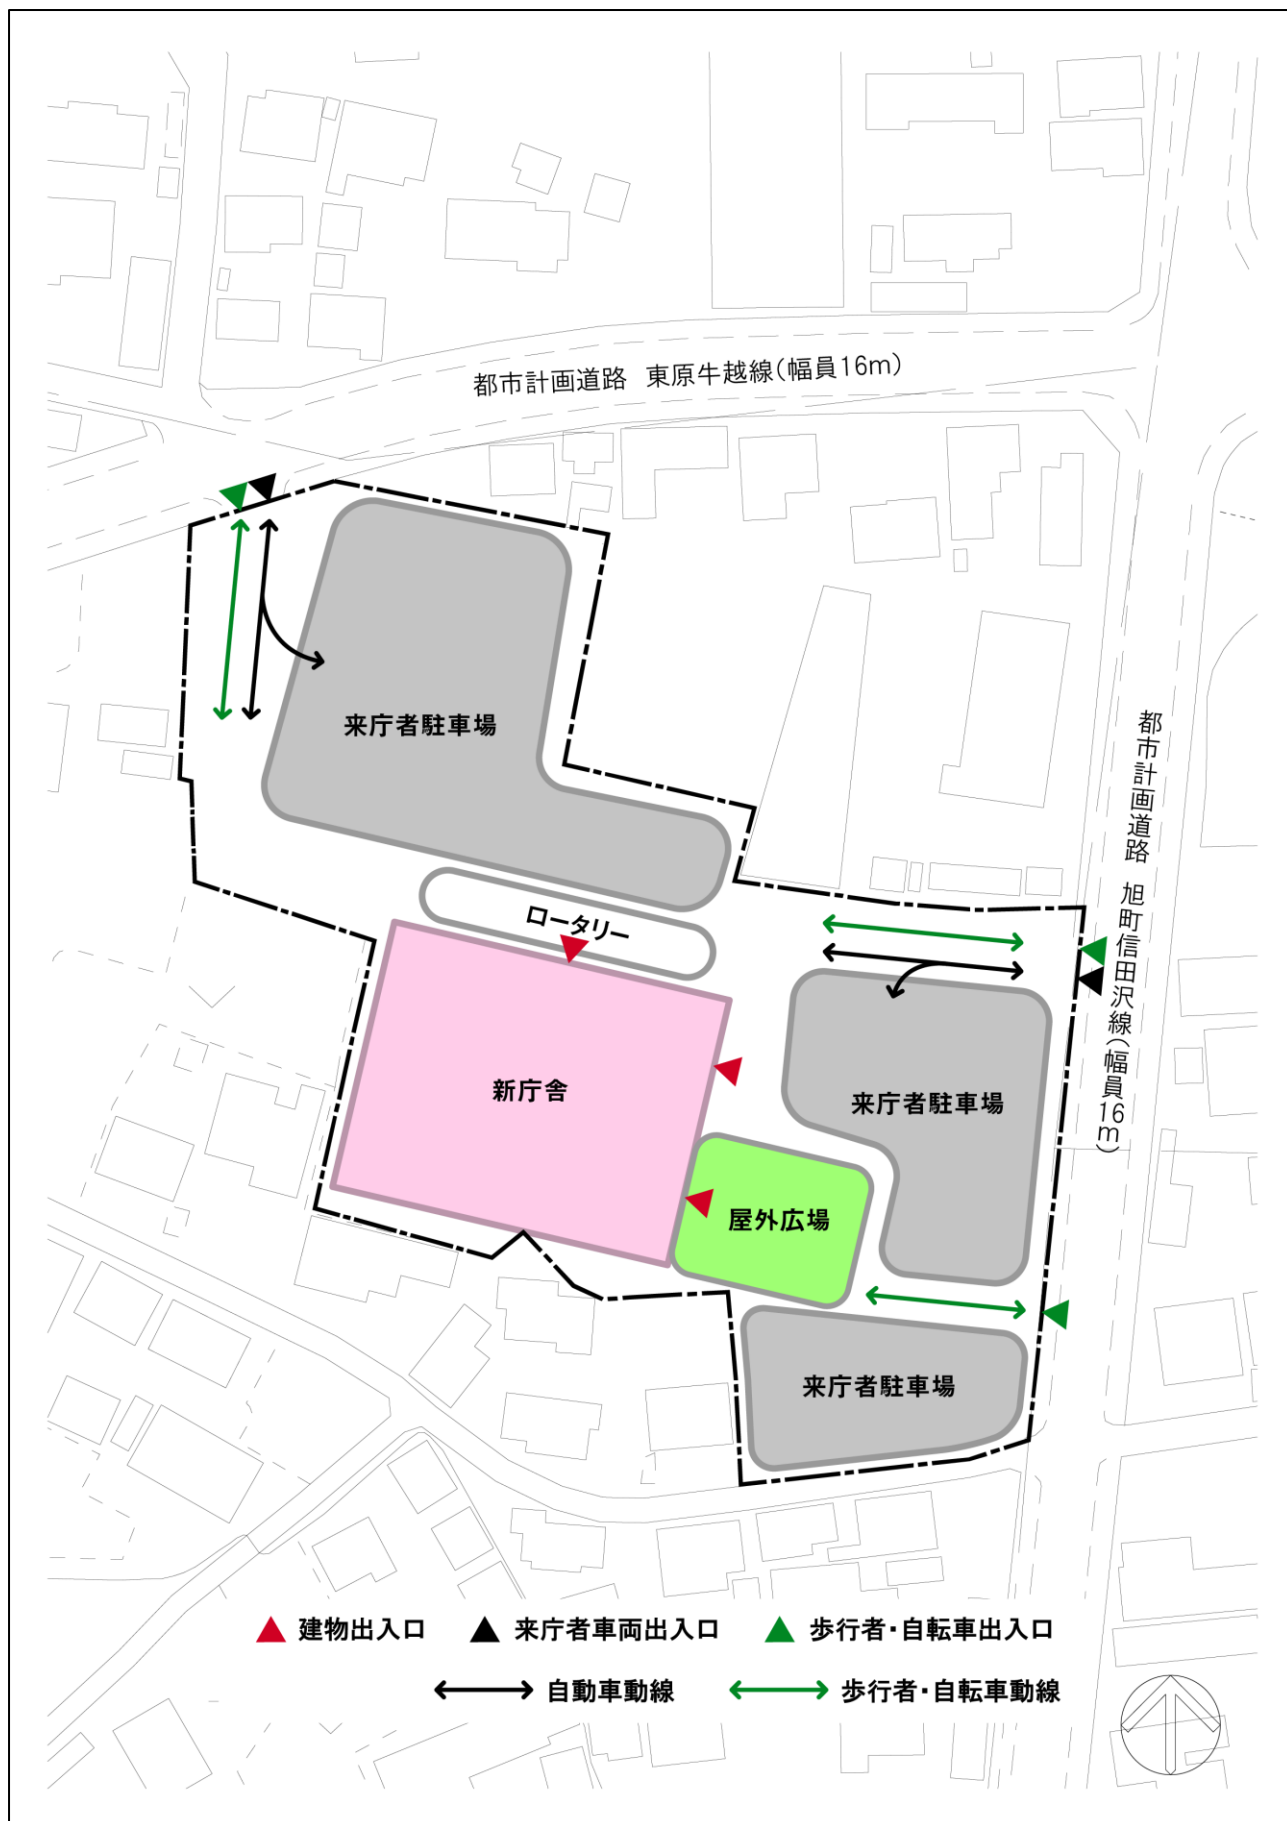 都市計画道路　東原牛越線(幅員16m)
来庁者駐車場
都市計画道路　旭町信田沢線(幅員16m)
ロータリー
新庁舎
来庁者駐車場
屋外広場
来庁者駐車場
建物出入口　来庁者車両出入口　歩行者・自転車出入口
自動車動線　歩行者・自転車動線